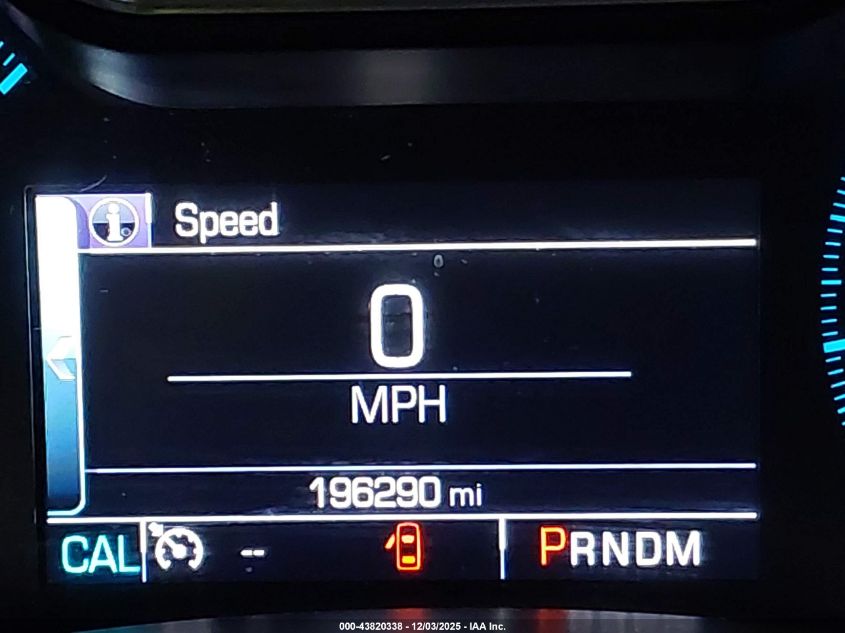 Speed
0
MPH
196290 mi
CAL -- PRNDM
000-43820338 - 12/03/2025 - IAA Inc.